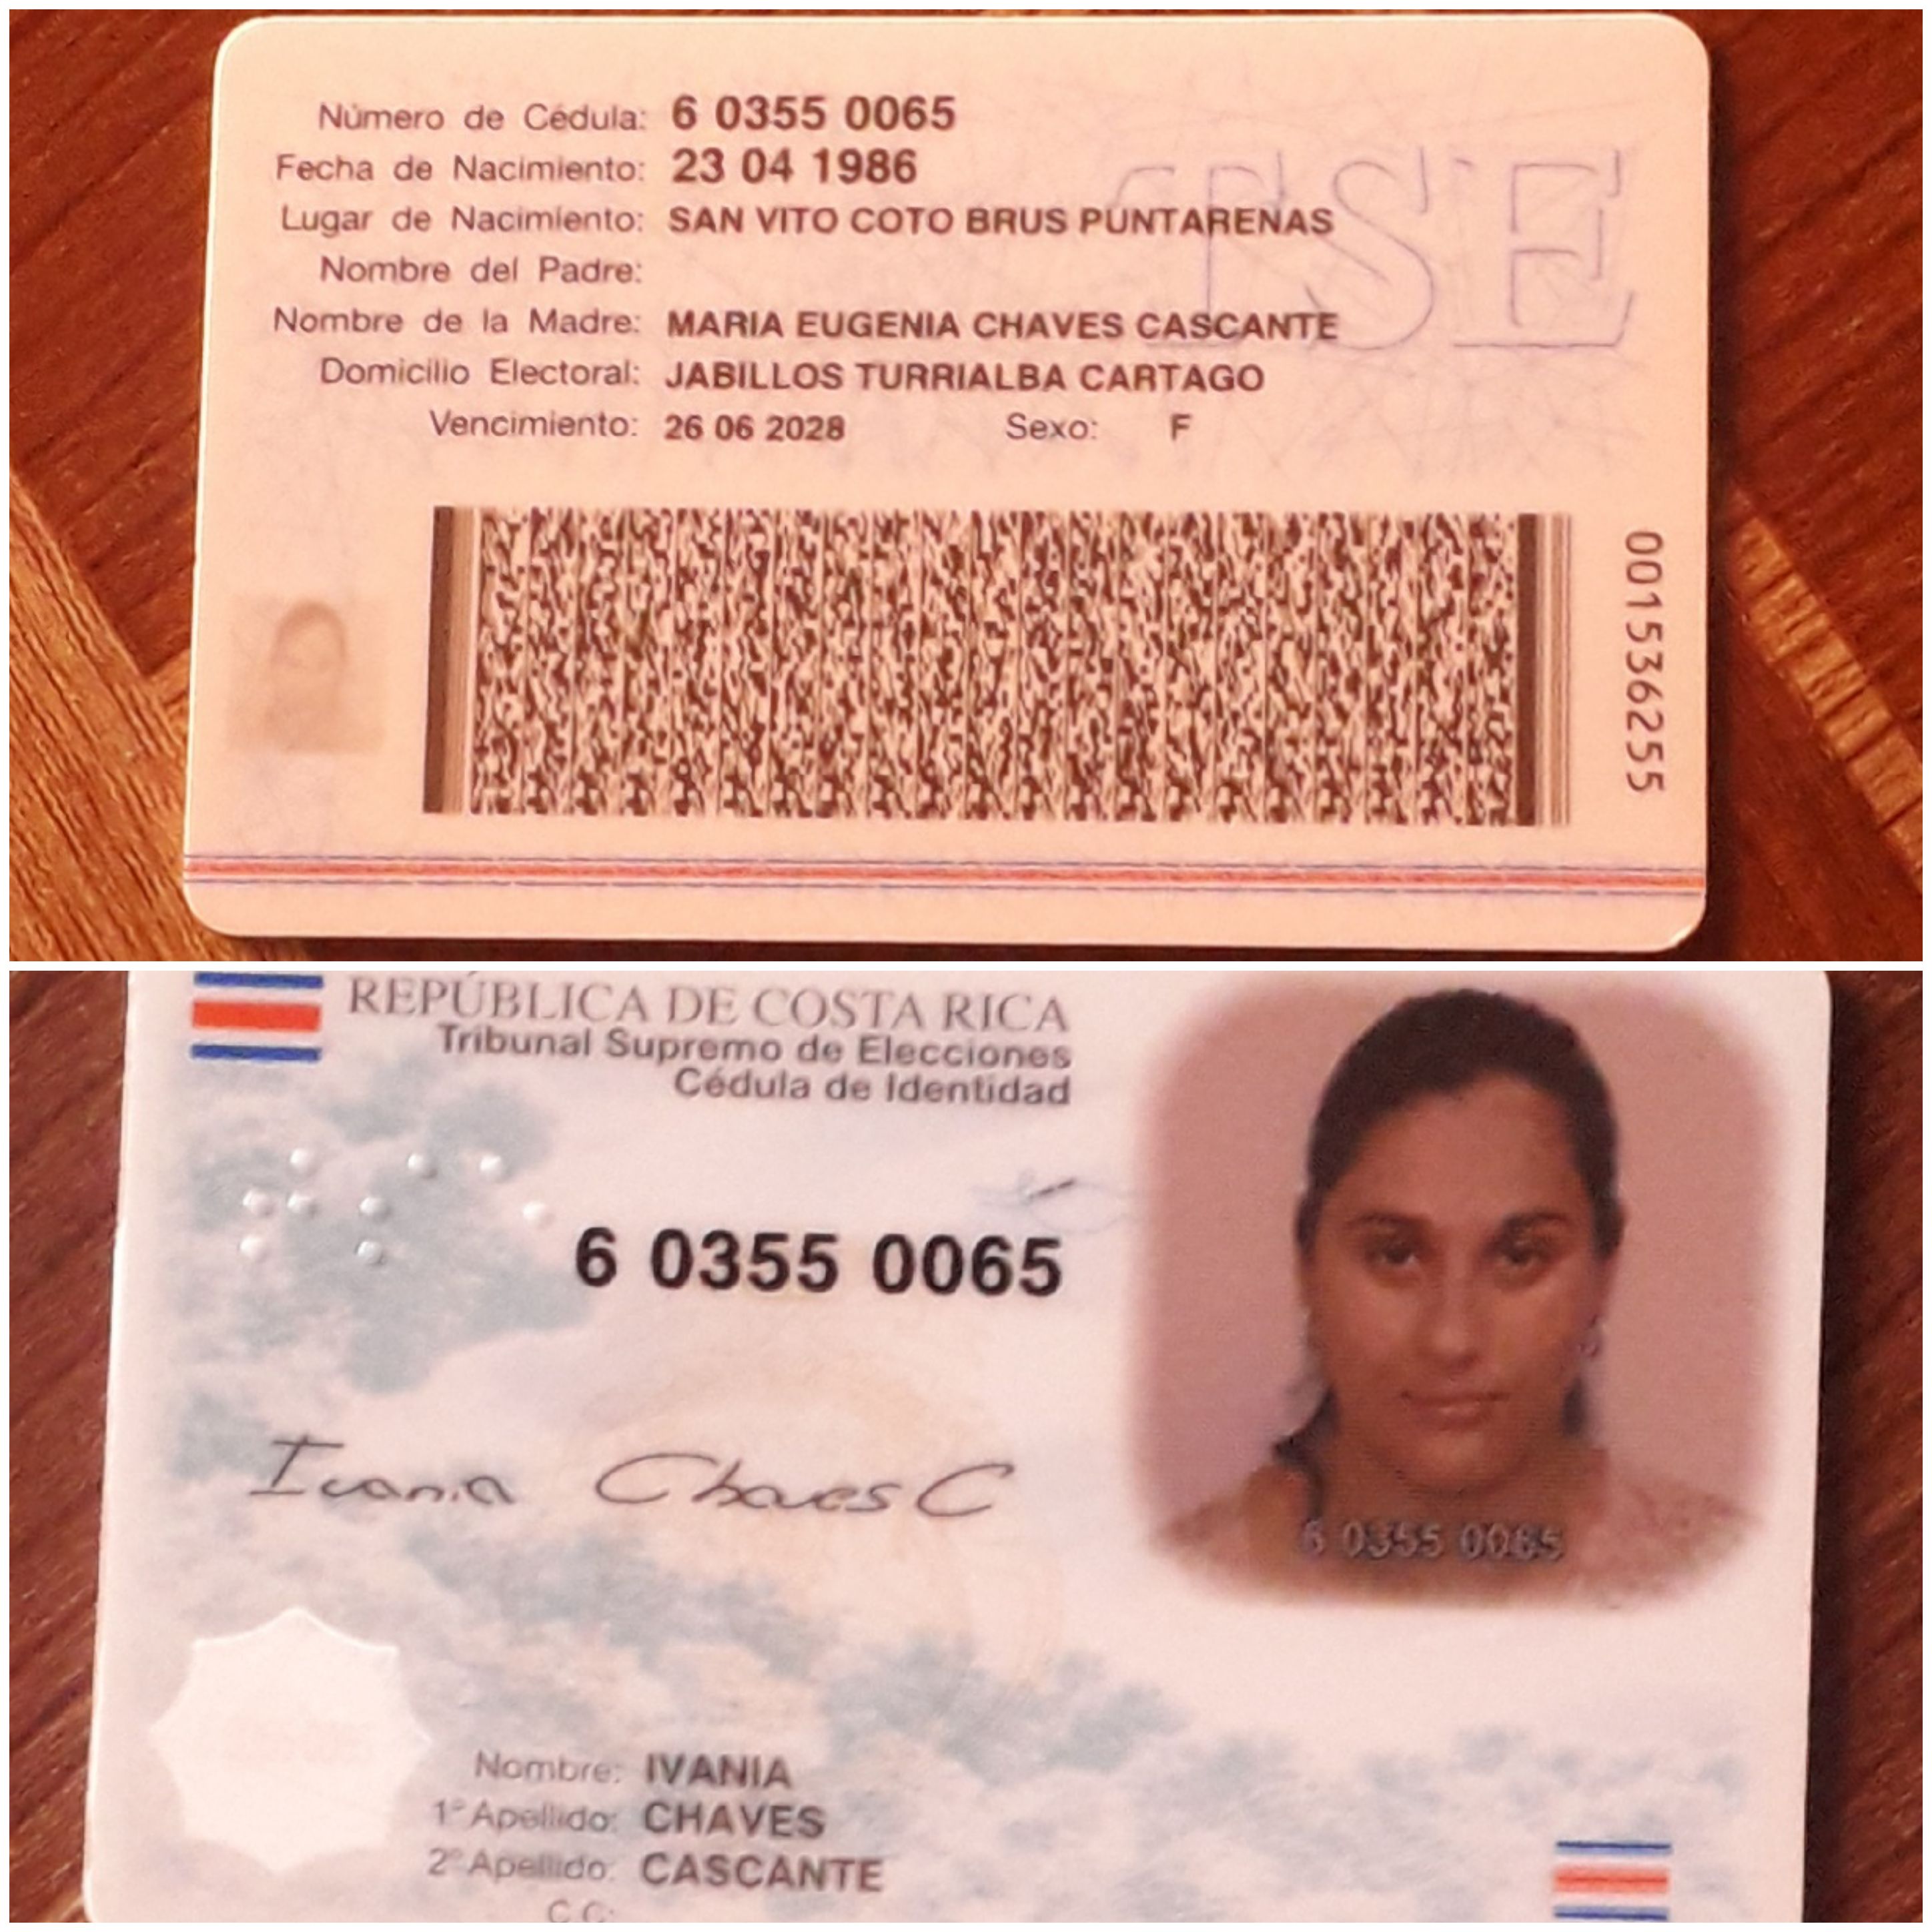 Número de Cédula: 6 0355 0065
Fecha de Nacimiento: 23 04 1986
Lugar de Nacimiento: SAN VITO COTO BRUS PUNTARENAS
Nombre del Padre:
Nombre de la Madre: MARIA EUGENIA CHAVES CASCANTE
Domicilio Electoral: JABILLOS TURRIALBA CARTAGO
Vencimiento: 26 06 2028 Sexo: F
TSE
001536255
REPÚBLICA DE COSTA RICA
Tribunal Supremo de Elecciones
Cédula de Identidad
6 0355 0065
Ivania Chaves C
6 0355 0065
Nombre: IVANIA
1° Apellido: CHAVES
2° Apellido: CASCANTE
C.C: